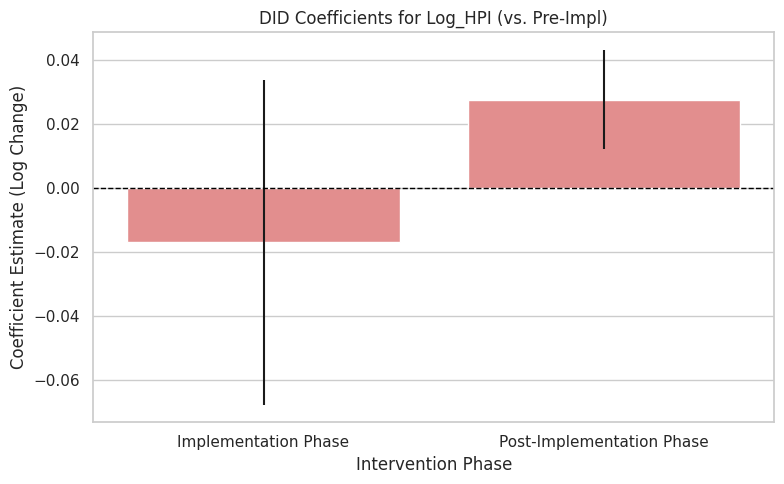 DID Coefficients for Log_HPI (vs. Pre-Impl)
Coefficient Estimate (Log Change)
0.04
0.02
0.00
−0.02
−0.04
−0.06
Implementation Phase
Post-Implementation Phase
Intervention Phase